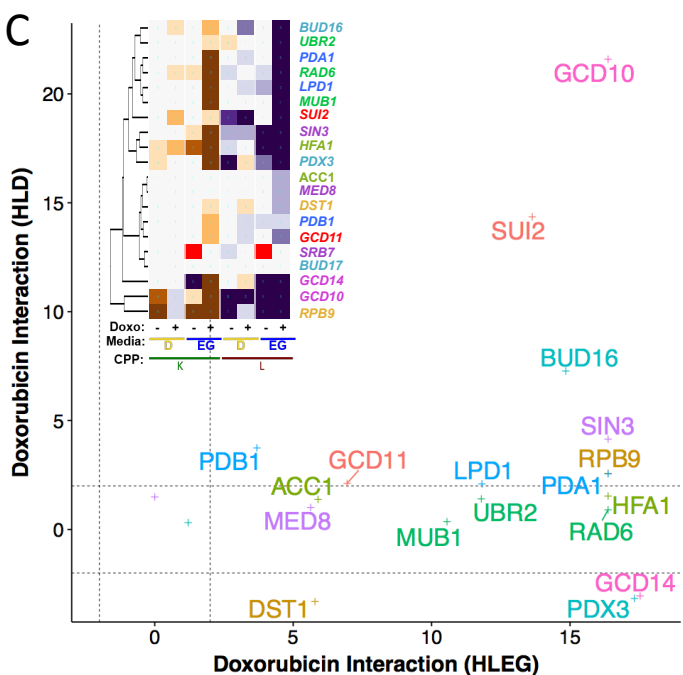 C
BUD16
UBR2
PDA1
RAD6
LPD1
MUB1
SUI2
SIN3
HFA1
PDX3
ACC1
MED8
DST1
PDB1
GCD11
SRB7
BUD17
GCD14
GCD10
RPB9
Doxo: - + - + - + - +
Media: D EG D EG
CPP: K L
Doxorubicin Interaction (HLD)
20
15
10
5
0
GCD10
SUI2
BUD16
SIN3
RPB9
PDB1
GCD11
LPD1
PDA1
ACC1
HFA1
MED8
UBR2
MUB1
RAD6
GCD14
DST1
PDX3
0 5 10 15
Doxorubicin Interaction (HLEG)